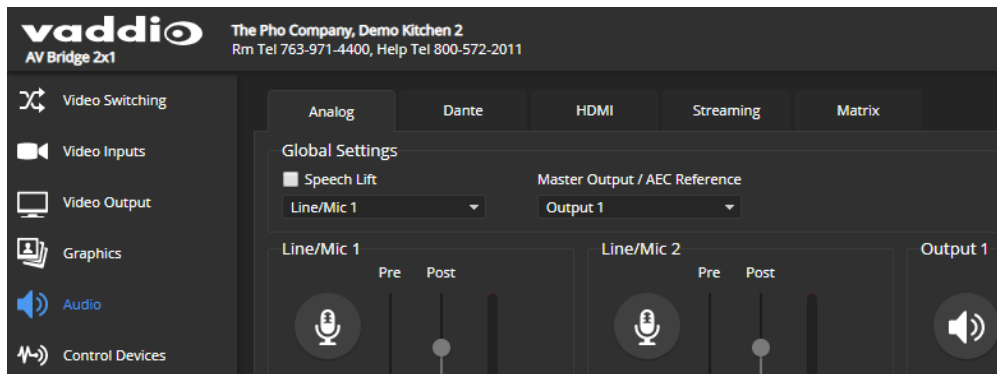 vaddio
AV Bridge 2x1
The Pho Company, Demo Kitchen 2
Rm Tel 763-971-4400, Help Tel 800-572-2011
Video Switching
Video Inputs
Video Output
Graphics
Audio
Control Devices
Analog Dante HDMI Streaming Matrix
Global Settings
Speech Lift Master Output / AEC Reference
Line/Mic 1 Output 1
Line/Mic 1 Line/Mic 2 Output 1
Pre Post Pre Post